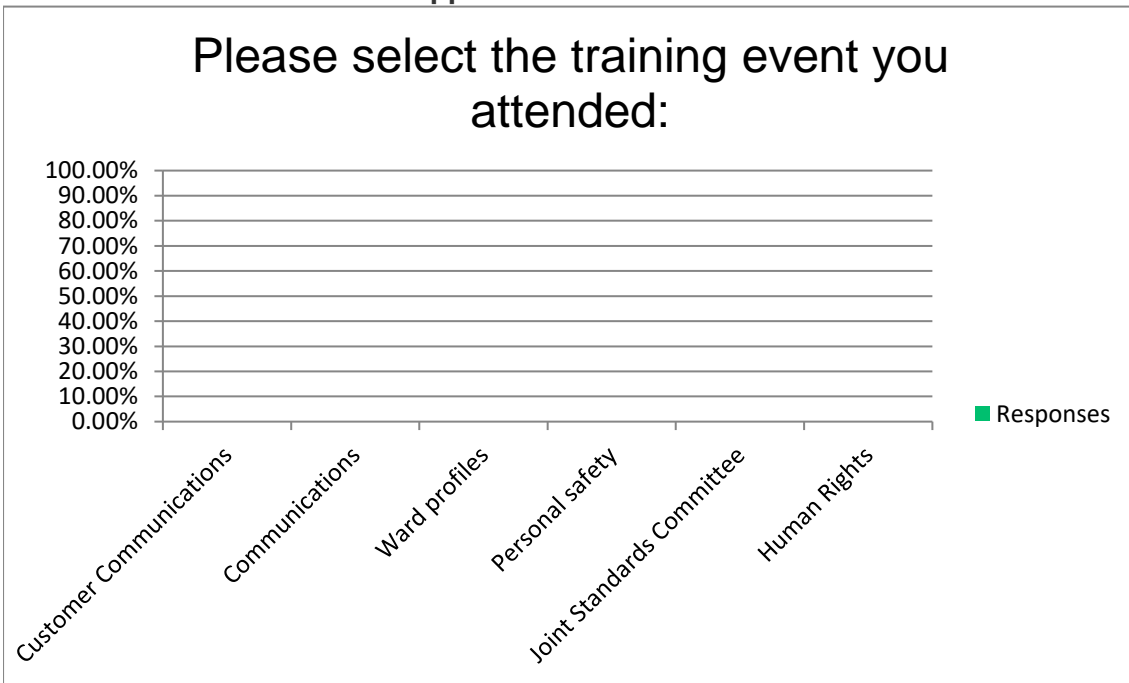 Please select the training event you
attended:
100.00%
90.00%
80.00%
70.00%
60.00%
50.00%
40.00%
30.00%
20.00%
10.00%
0.00%
Responses
Customer Communications
Communications
Ward profiles
Personal safety
Joint Standards Committee
Human Rights